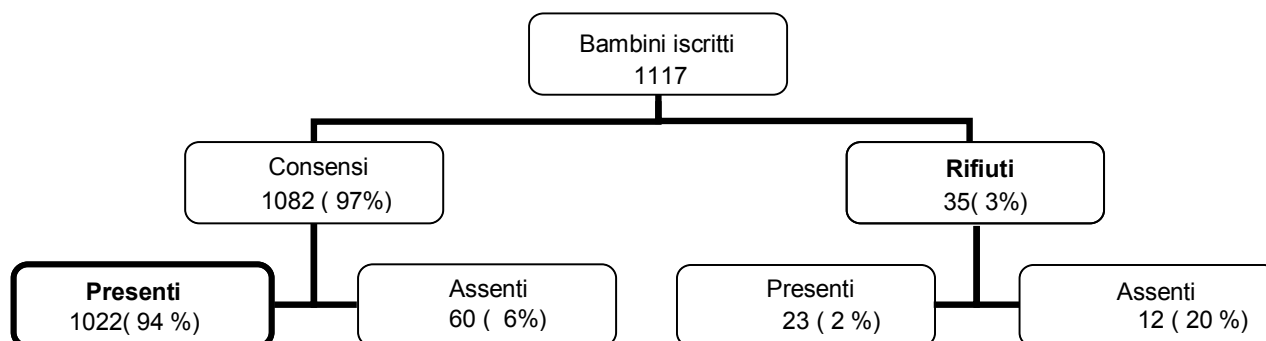 Bambini iscritti
1117
Consensi
1082 ( 97%)
Rifiuti
35( 3%)
Presenti
1022( 94 %)
Assenti
60 (  6%)
Presenti
23 ( 2 %)
Assenti
12 ( 20 %)